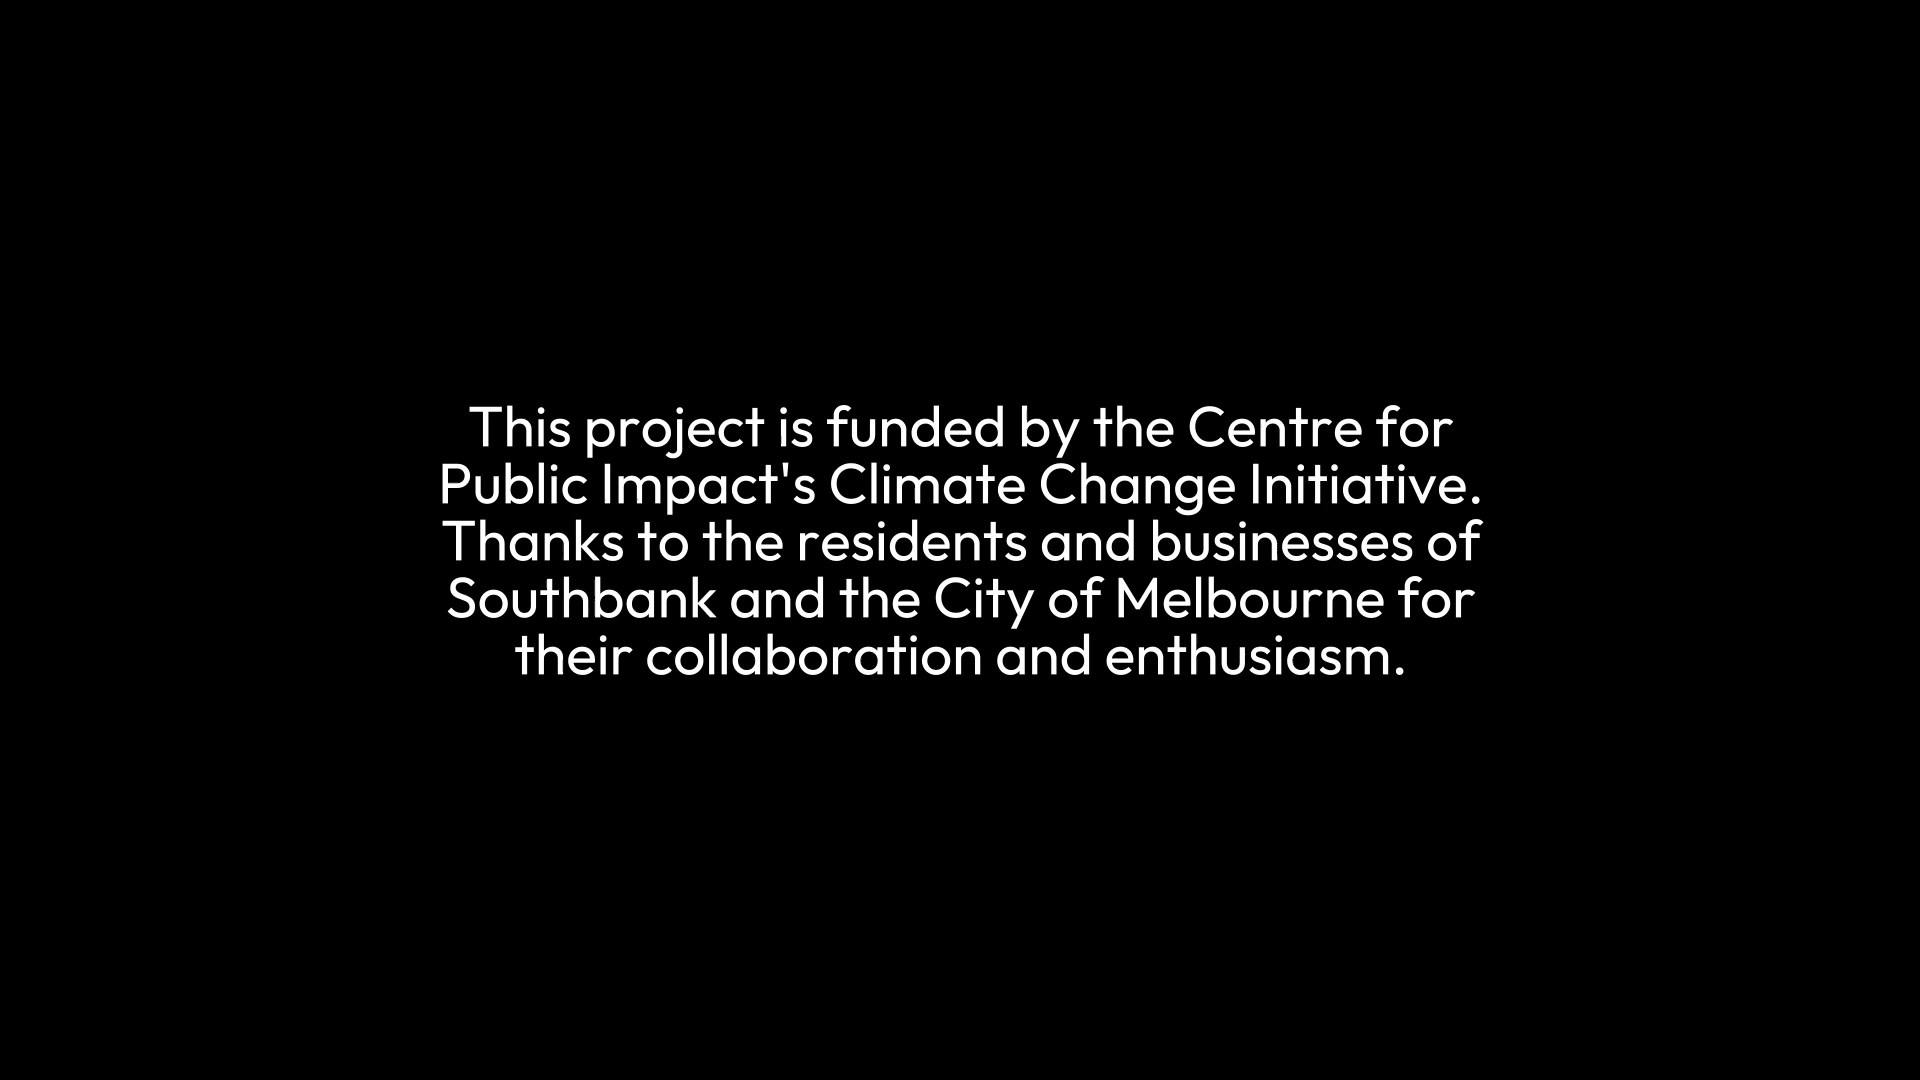 This project is funded by the Centre for
Public Impact's Climate Change Initiative.
Thanks to the residents and businesses of
Southbank and the City of Melbourne for
their collaboration and enthusiasm.